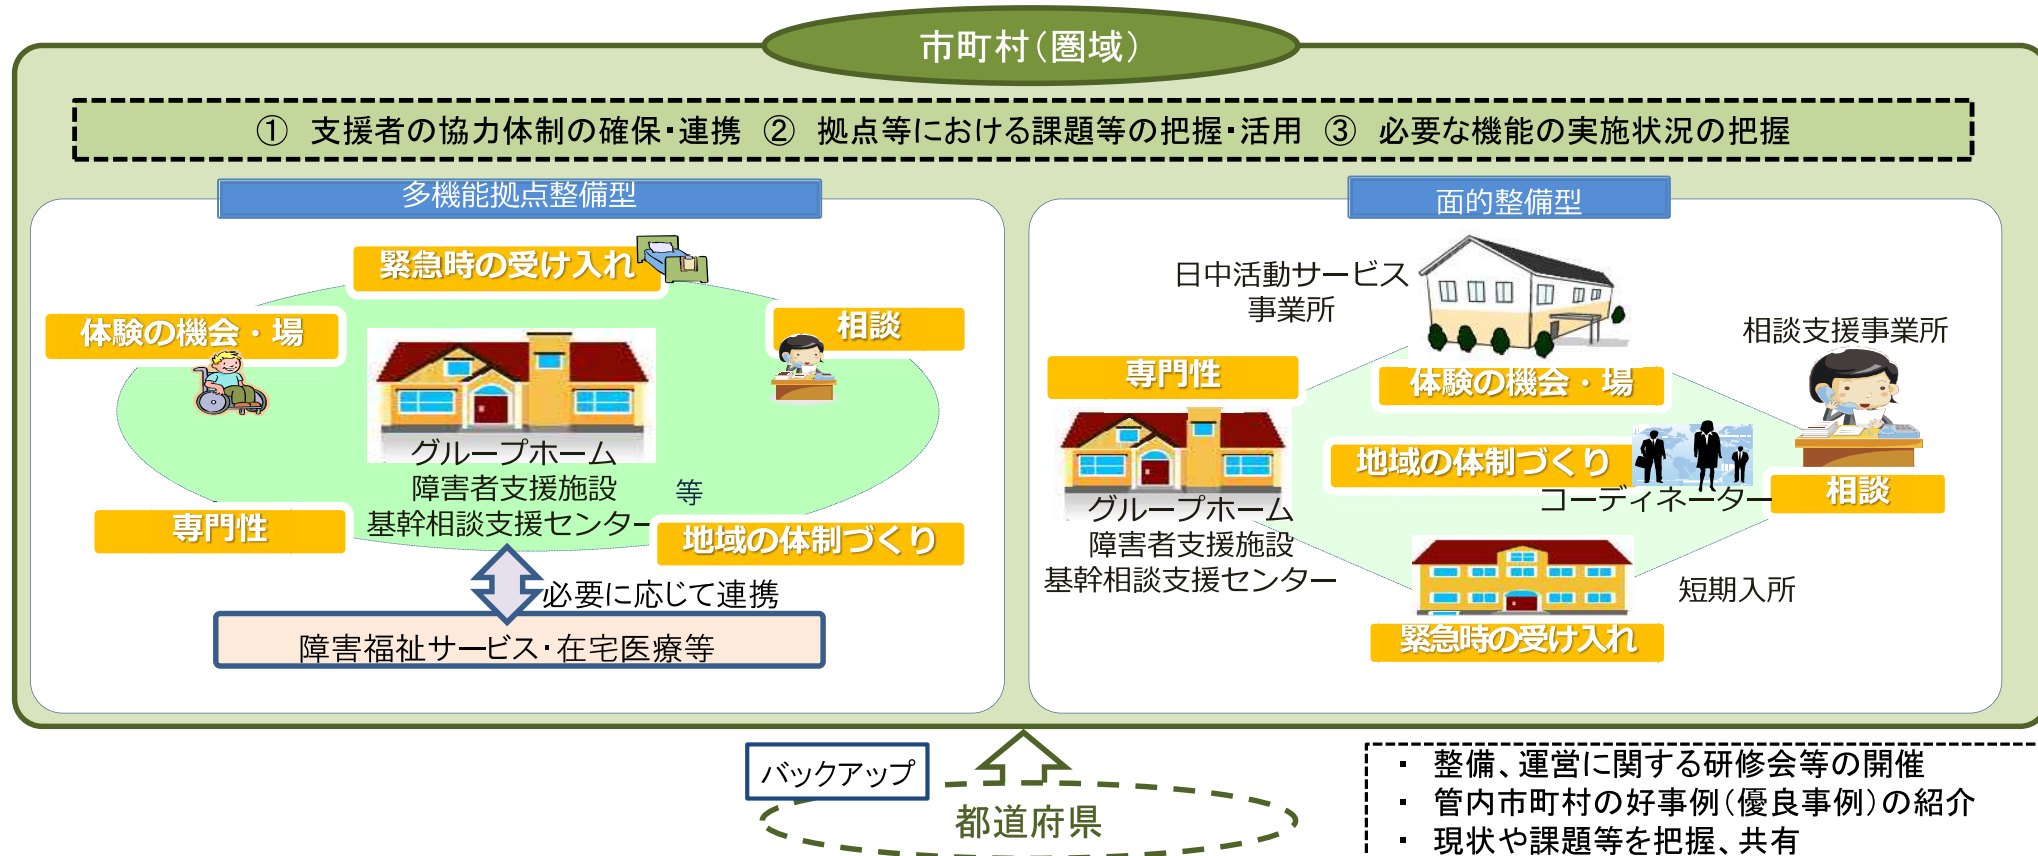 市町村（圏域）
① 支援者の協力体制の確保・連携 ② 拠点等における課題等の把握・活用 ③ 必要な機能の実施状況の把握
多機能拠点整備型
緊急時の受け入れ
体験の機会・場
相談
グループホーム
障害者支援施設 等
基幹相談支援センター
専門性
地域の体制づくり
必要に応じて連携
障害福祉サービス・在宅医療等
面的整備型
日中活動サービス
事業所
相談支援事業所
専門性
体験の機会・場
地域の体制づくり
コーディネーター
相談
グループホーム
障害者支援施設
基幹相談支援センター
短期入所
緊急時の受け入れ
バックアップ
都道府県
・ 整備、運営に関する研修会等の開催
・ 管内市町村の好事例（優良事例）の紹介
・ 現状や課題等を把握、共有